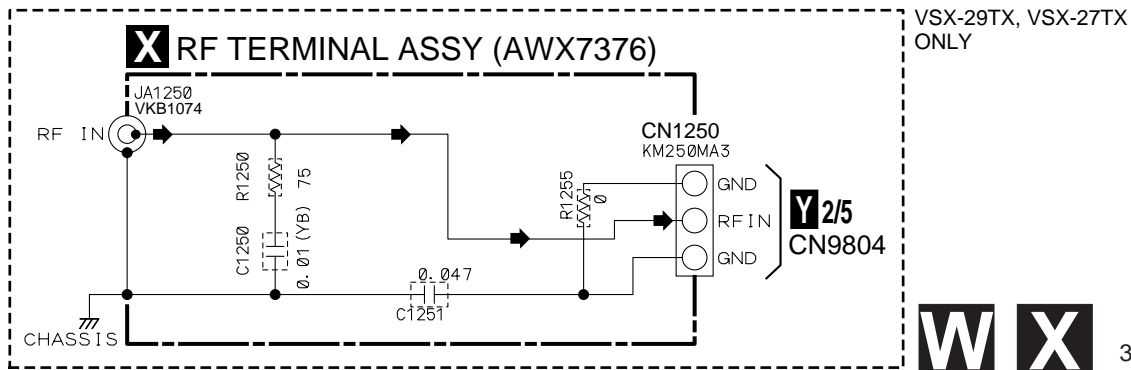 VSX-29TX, VSX-27TX
ONLY
X RF TERMINAL ASSY (AWX7376)
JA1250
VKB1074
RF IN
R1250
75
C1250
0.01 (YB)
CN1250
KM250MA3
R1255
0
GND
RFIN
GND
Y 2/5
CN9804
0.047
C1251
CHASSIS
W X 3